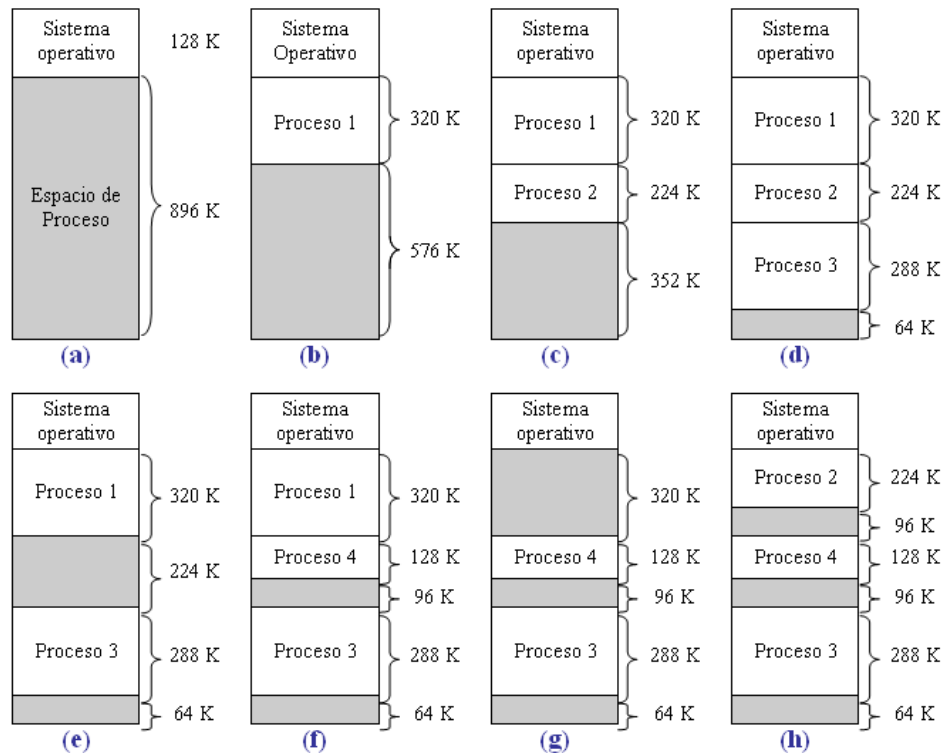 Sistema
operativo
128 K
Espacio de
Proceso
896 K
(a)
Sistema
Operativo
Proceso 1
320 K
576 K
(b)
Sistema
operativo
Proceso 1
320 K
Proceso 2
224 K
352 K
(c)
Sistema
operativo
Proceso 1
320 K
Proceso 2
224 K
Proceso 3
288 K
64 K
(d)
Sistema
operativo
Proceso 1
320 K
224 K
Proceso 3
288 K
64 K
(e)
Sistema
operativo
Proceso 1
320 K
Proceso 4
128 K
96 K
Proceso 3
288 K
64 K
(f)
Sistema
operativo
320 K
Proceso 4
128 K
96 K
Proceso 3
288 K
64 K
(g)
Sistema
operativo
Proceso 2
224 K
96 K
Proceso 4
128 K
96 K
Proceso 3
288 K
64 K
(h)